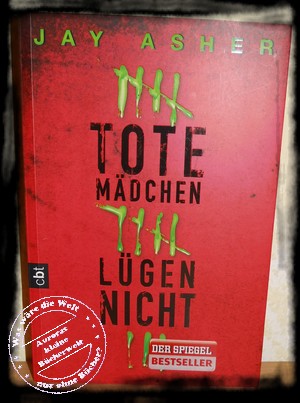 JAY ASHER
TOTE
MÄDCHEN
LÜGEN
NICHT
cbt
DER SPIEGEL
BESTSELLER
Was wäre die Welt
Auroras
kleine
Bücherwelt
nur ohne Bücher?